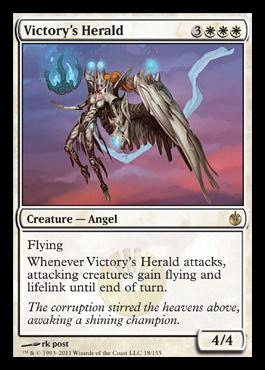 Victory's Herald 3
Creature — Angel
Flying
Whenever Victory's Herald attacks,
attacking creatures gain flying and
lifelink until end of turn.
The corruption stirred the heavens above,
awaking a shining champion.
rk post
4/4
™ & © 1993–2011 Wizards of the Coast LLC 18/155